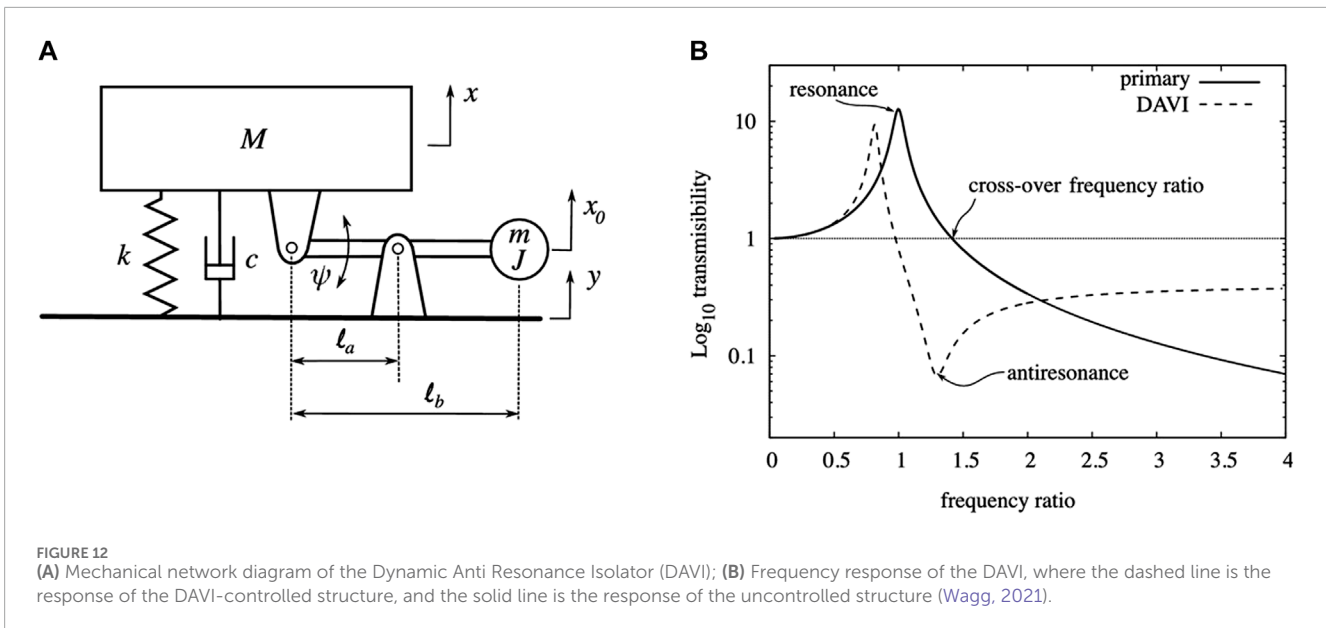 A
M
x
k
c
ψ
m
J
x₀
y
ℓa
ℓb
B
resonance
primary
DAVI
cross-over frequency ratio
antiresonance
Log₁₀ transmisibility
10
1
0.1
0 0.5 1 1.5 2 2.5 3 3.5 4
frequency ratio
FIGURE 12
(A) Mechanical network diagram of the Dynamic Anti Resonance Isolator (DAVI); (B) Frequency response of the DAVI, where the dashed line is the
response of the DAVI-controlled structure, and the solid line is the response of the uncontrolled structure (Wagg, 2021).